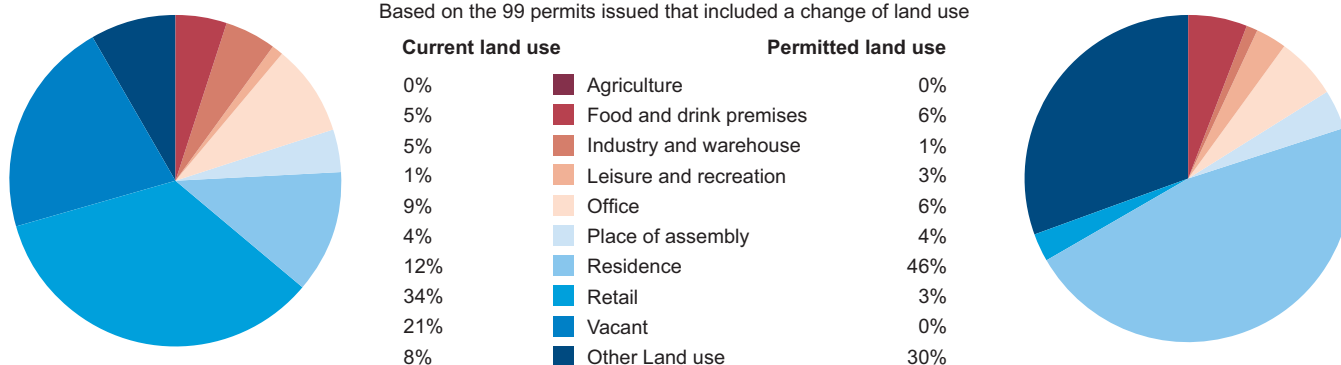 Based on the 99 permits issued that included a change of land use
Current land use Permitted land use
0% Agriculture 0%
5% Food and drink premises 6%
5% Industry and warehouse 1%
1% Leisure and recreation 3%
9% Office 6%
4% Place of assembly 4%
12% Residence 46%
34% Retail 3%
21% Vacant 0%
8% Other Land use 30%